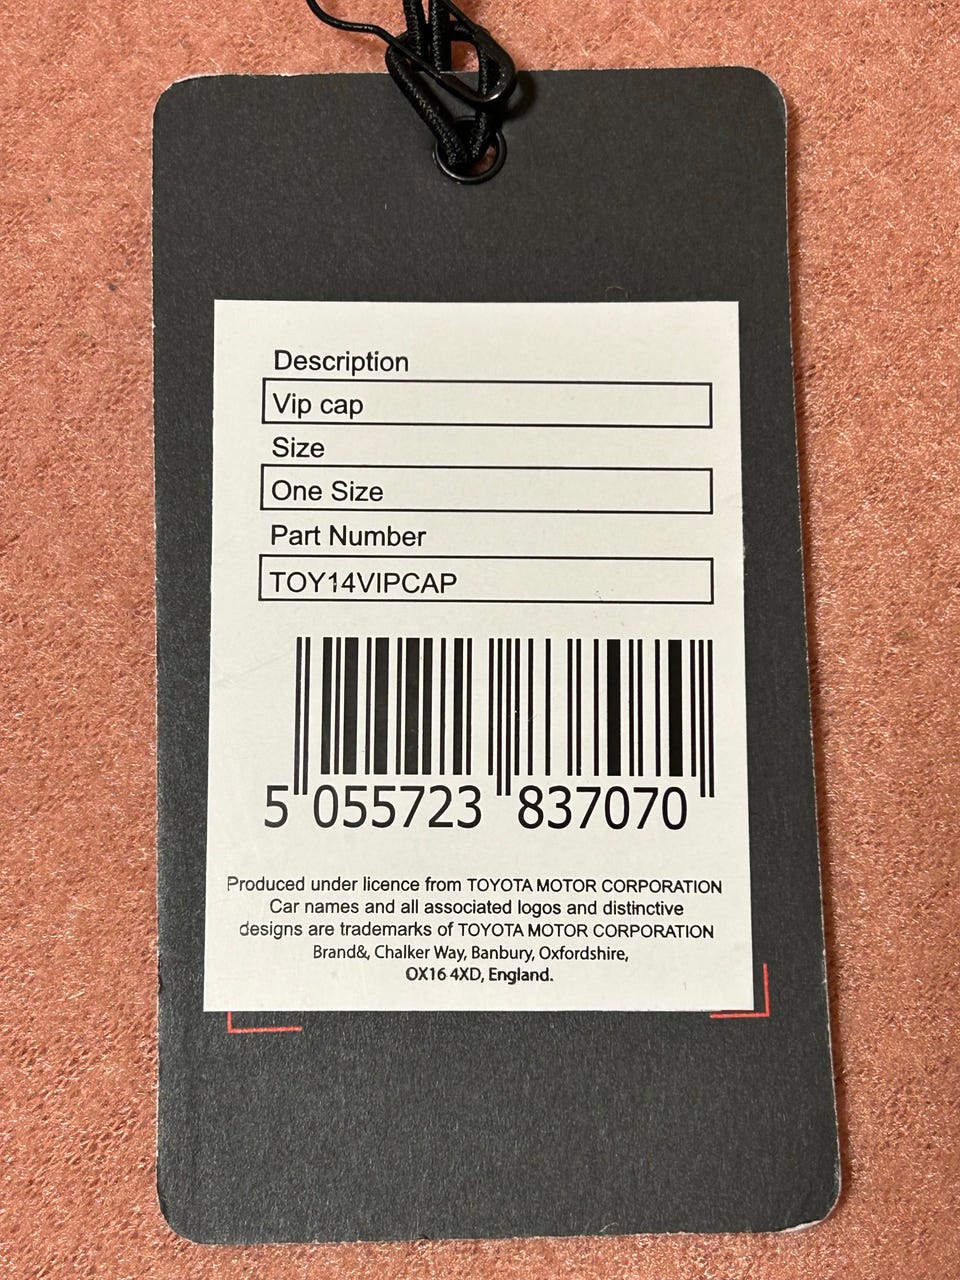 Description
Vip cap
Size
One Size
Part Number
TOY14VIPCAP
5 055723 837070
Produced under licence from TOYOTA MOTOR CORPORATION
Car names and all associated logos and distinctive
designs are trademarks of TOYOTA MOTOR CORPORATION
Brand&, Chalker Way, Banbury, Oxfordshire,
OX16 4XD, England.